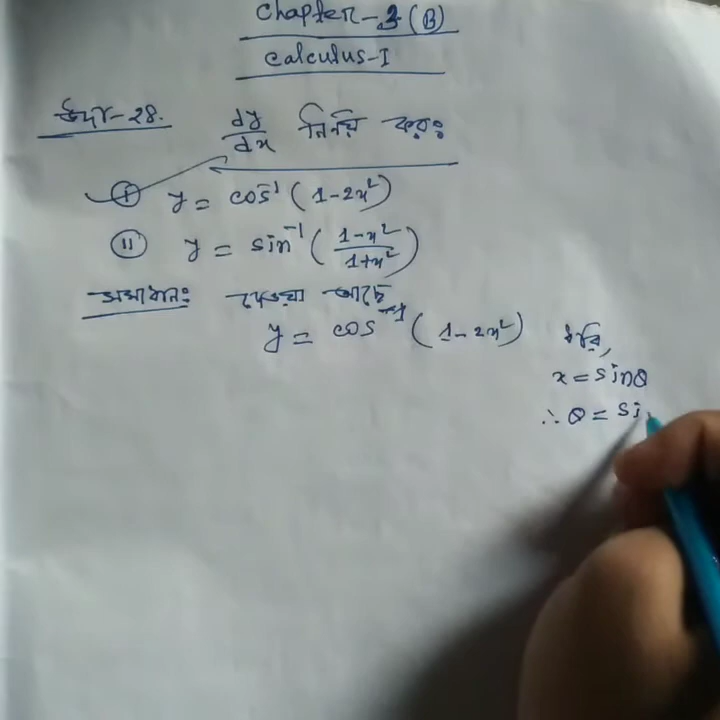 Chapter-3(B)
Calculus-I
উদা-28. dy/dx নির্ণয় করঃ
(i) y = cos⁻¹(1-2x²)
(ii) y = sin⁻¹((1-x²)/(1+x²))
সমাধানঃ দেওয়া আছে
y = cos⁻¹(1-2x²) ধরি,
x = sinθ
∴ θ = si